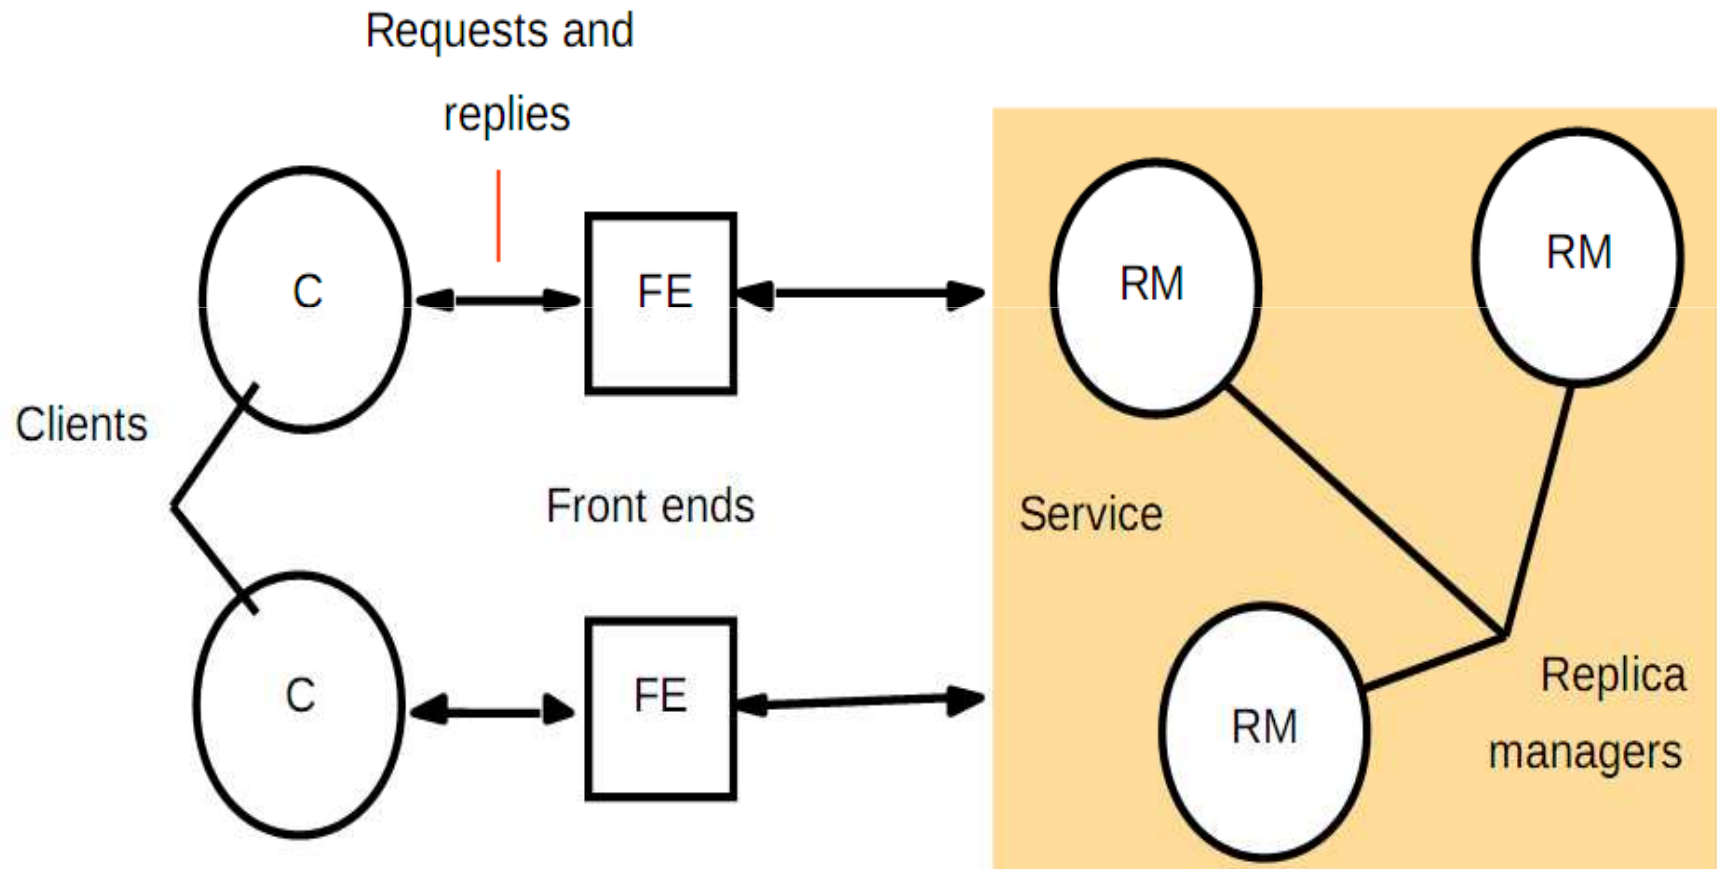 Requests and
replies
C
FE
RM
RM
Clients
Front ends
Service
C
FE
RM
Replica
managers